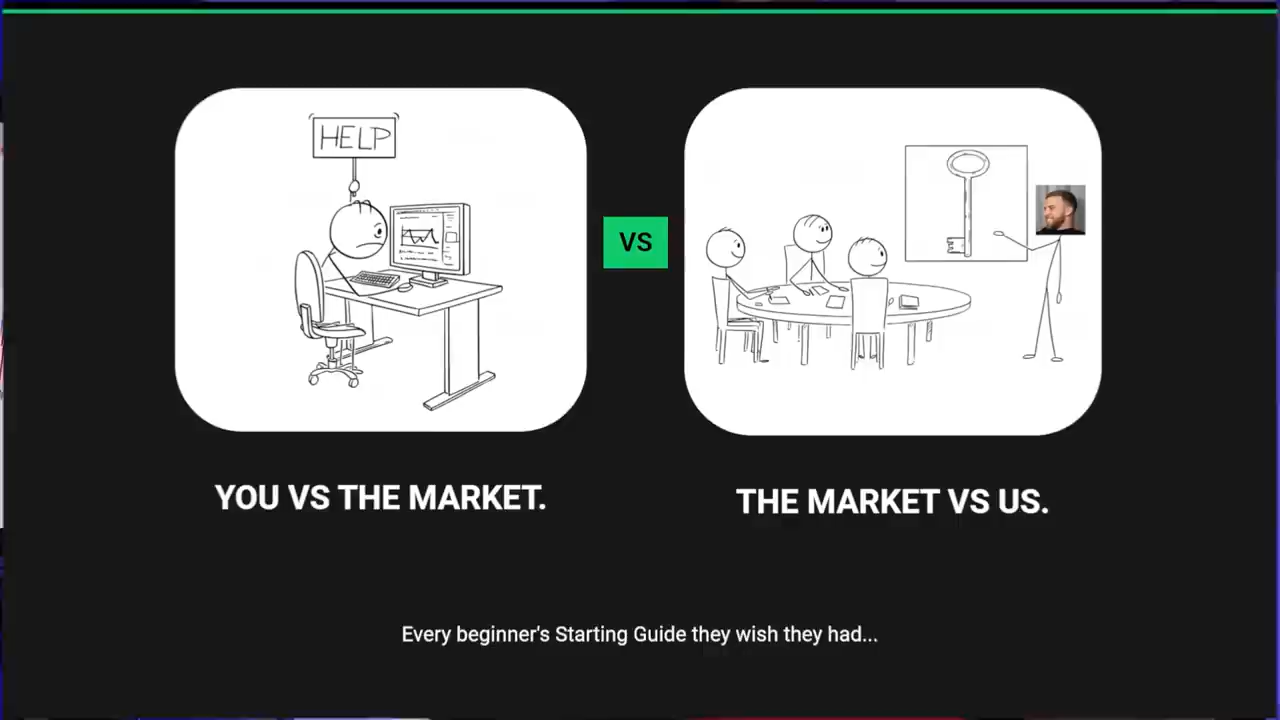 HELP
VS
YOU VS THE MARKET.
THE MARKET VS US.
Every beginner's Starting Guide they wish they had...